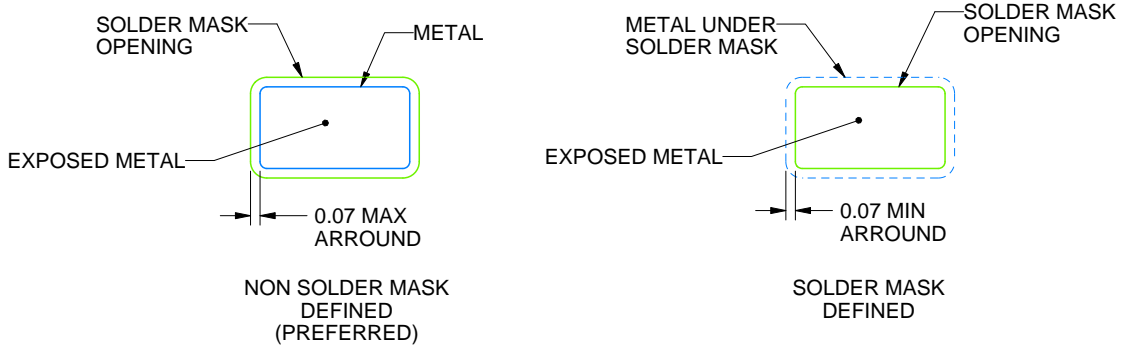 SOLDER MASK
OPENING
METAL
EXPOSED METAL
0.07 MAX
ARROUND
NON SOLDER MASK
DEFINED
(PREFERRED)
METAL UNDER
SOLDER MASK
SOLDER MASK
OPENING
EXPOSED METAL
0.07 MIN
ARROUND
SOLDER MASK
DEFINED